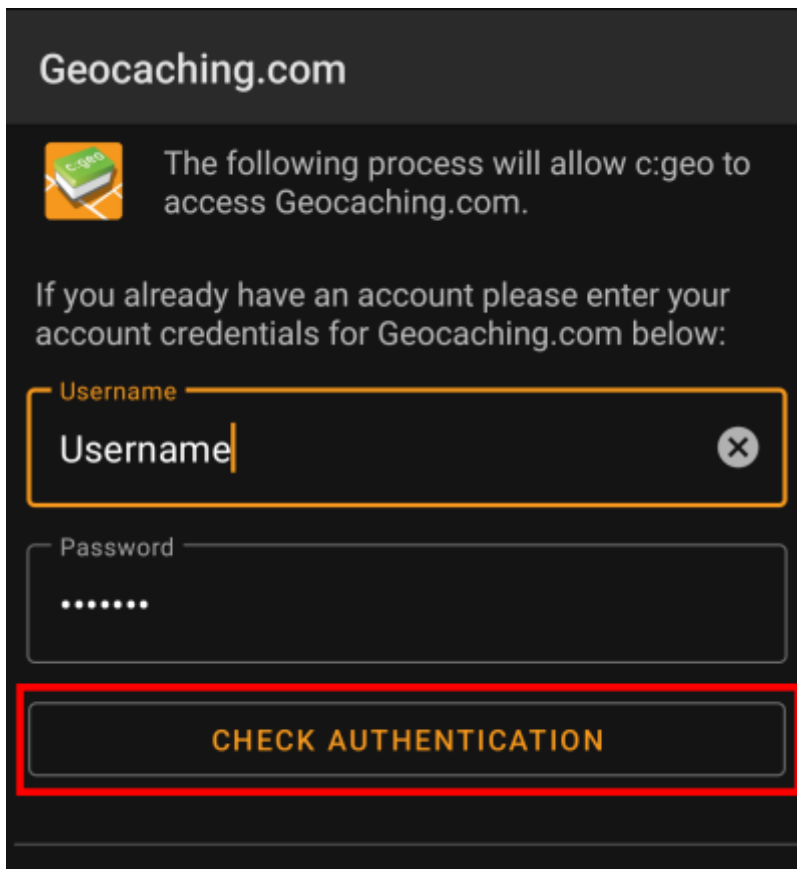 Geocaching.com
c:geo
The following process will allow c:geo to
access Geocaching.com.
If you already have an account please enter your
account credentials for Geocaching.com below:
Username
Username
Password
•••••••
CHECK AUTHENTICATION